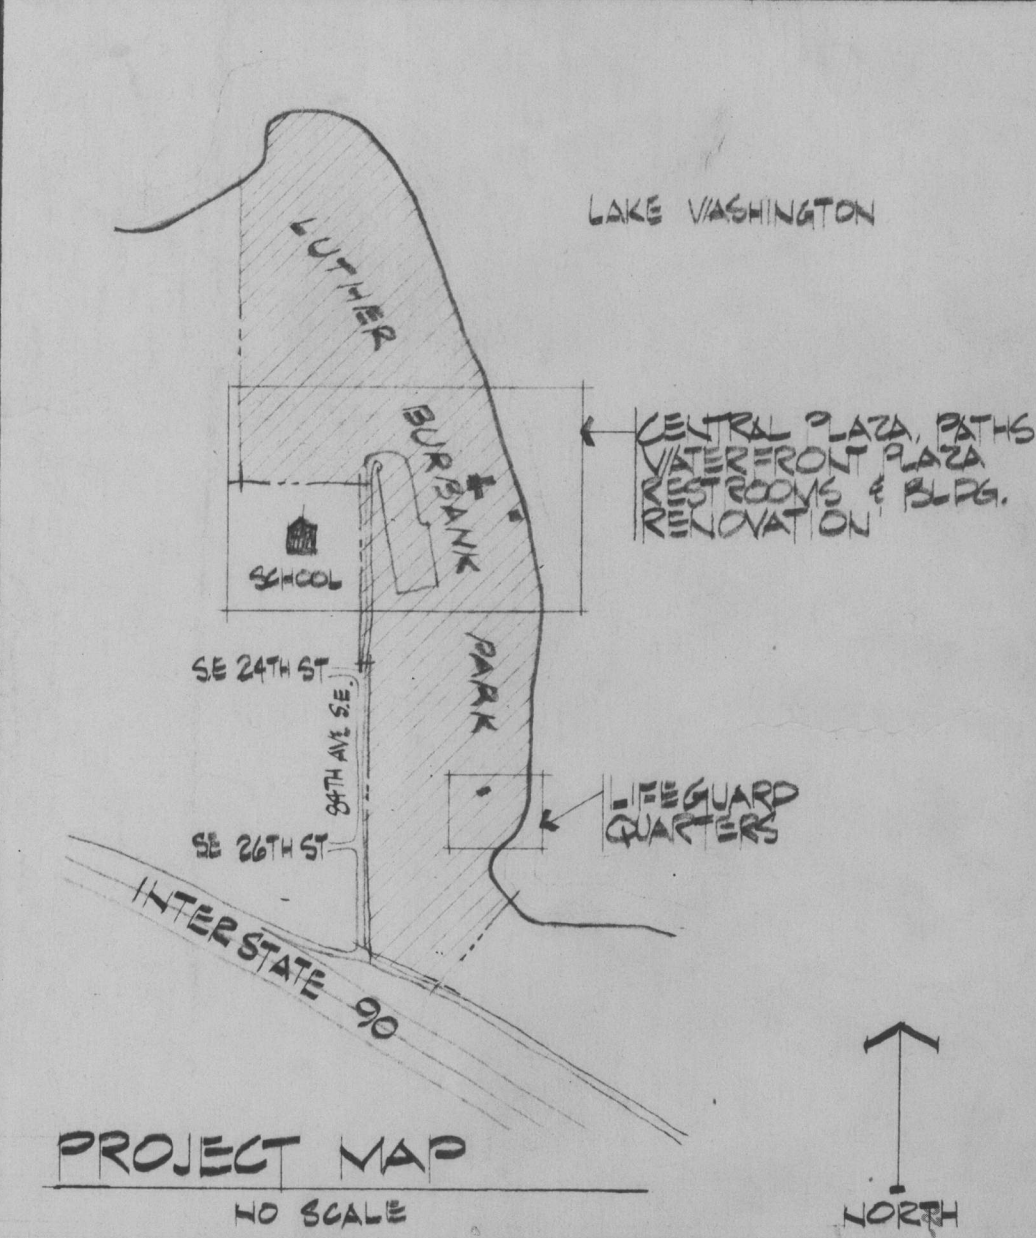 LAKE WASHINGTON
LUTHER
BURBANK
PARK
CENTRAL PLAZA, PATHS
WATERFRONT PLAZA
RESTROOMS & BLDG.
RENOVATION
SCHOOL
SE 24TH ST
84TH AVE S.E.
SE 26TH ST
LIFEGUARD
QUARTERS
INTERSTATE 90
PROJECT MAP
NO SCALE
NORTH